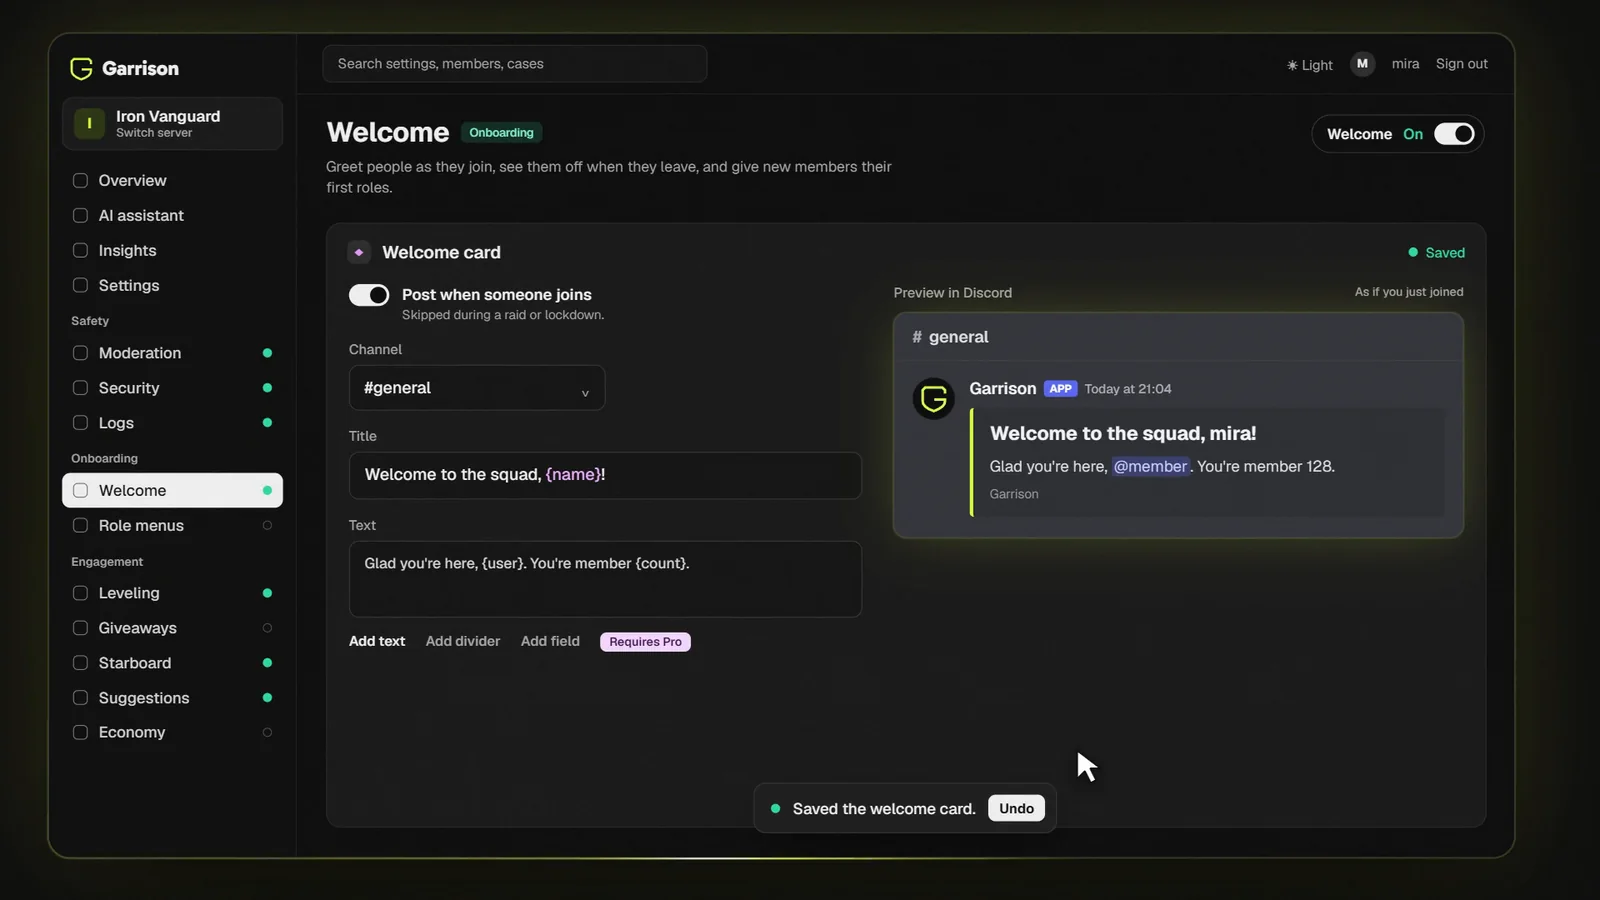 Garrison
I
Iron Vanguard
Switch server
Overview
AI assistant
Insights
Settings
Safety
Moderation
Security
Logs
Onboarding
Welcome
Role menus
Engagement
Leveling
Giveaways
Starboard
Suggestions
Economy
Search settings, members, cases
Light
M
mira
Sign out
Welcome
Onboarding
Greet people as they join, see them off when they leave, and give new members their
first roles.
Welcome On
Welcome card
Saved
Post when someone joins
Skipped during a raid or lockdown.
Channel
#general
Title
Welcome to the squad, {name}!
Text
Glad you're here, {user}. You're member {count}.
Add text
Add divider
Add field
Requires Pro
Preview in Discord
As if you just joined
# general
Garrison APP Today at 21:04
Welcome to the squad, mira!
Glad you're here, @member. You're member 128.
Garrison
Saved the welcome card.
Undo